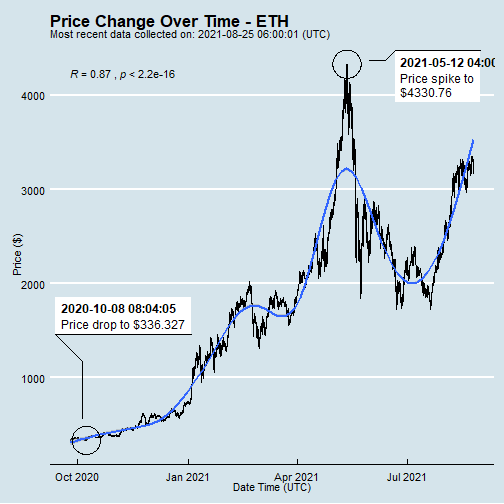 Price Change Over Time - ETH
Most recent data collected on: 2021-08-25 06:00:01 (UTC)
R = 0.87 , p < 2.2e-16
2021-05-12 04:00
Price spike to
$4330.76
4000
3000
2000
1000
Price ($)
2020-10-08 08:04:05
Price drop to $336.327
Oct 2020
Jan 2021
Apr 2021
Jul 2021
Date Time (UTC)